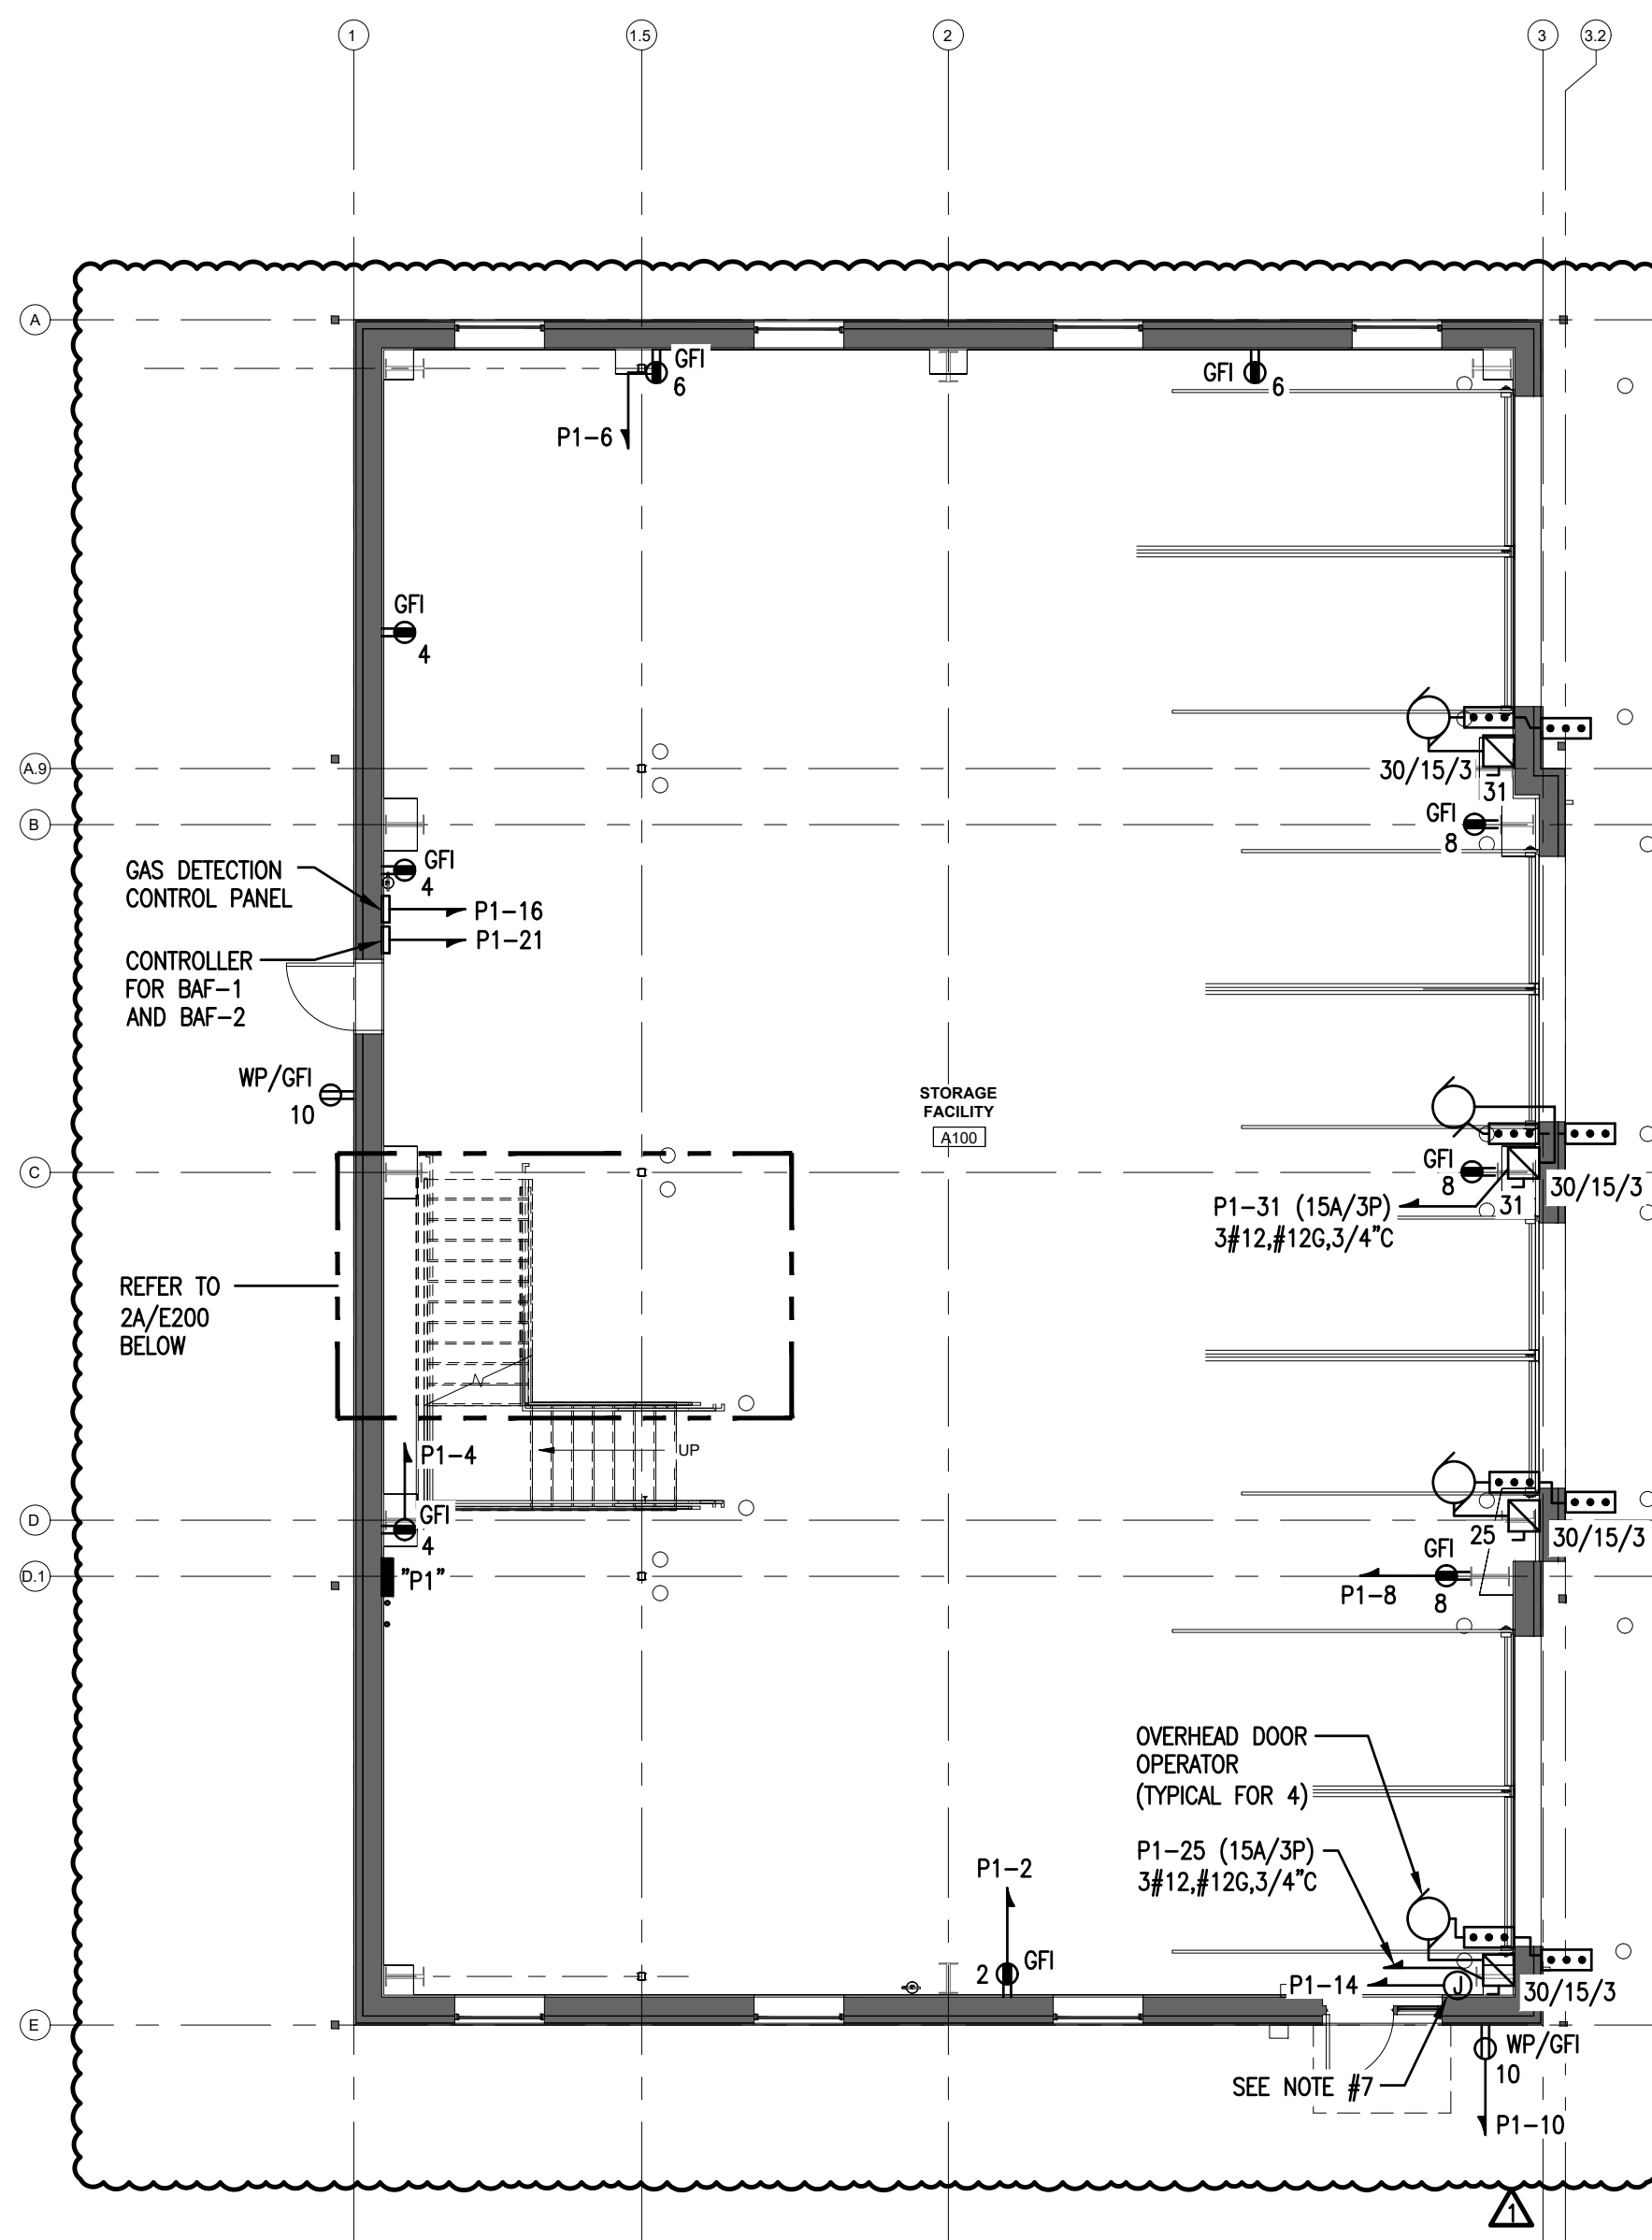 1
1.5
2
3
3.2
A
GFI
6
GFI
6
P1-6
GFI
4
A.9
30/15/3
31
B
GFI
8
GAS DETECTION
CONTROL PANEL
GFI
4
P1-16
P1-21
CONTROLLER
FOR BAF-1
AND BAF-2
WP/GFI
10
STORAGE
FACILITY
A100
C
GFI
8
31
30/15/3
P1-31 (15A/3P)
3#12,#12G,3/4"C
REFER TO
2A/E200
BELOW
UP
P1-4
D
GFI
4
25
30/15/3
D.1
"P1"
GFI
8
P1-8
OVERHEAD DOOR
OPERATOR
(TYPICAL FOR 4)
P1-25 (15A/3P)
3#12,#12G,3/4"C
P1-2
2
GFI
P1-14
J
30/15/3
E
WP/GFI
10
SEE NOTE #7
P1-10
1